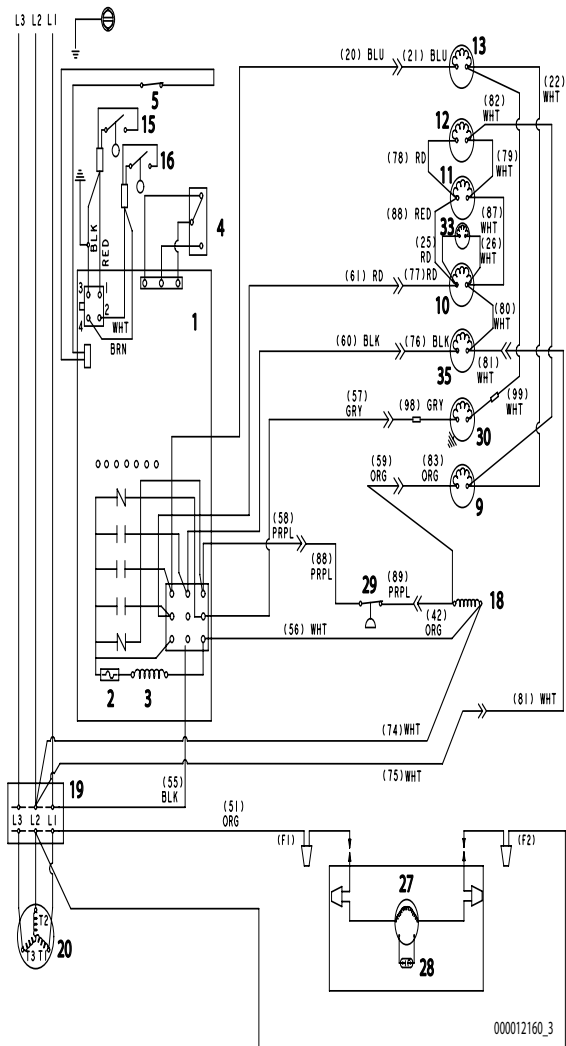 L3 L2 L1
(20) BLU
(21) BLU
13
(22)
WHT
5
15
16
(82)
WHT
12
(78) RD
(79)
WHT
11
(88) RED
(87)
WHT
33
(25)
RD
(26)
WHT
4
BLK
RED
(61) RD
(77)RD
10
3
1
2
4
WHT
BRN
1
(80)
WHT
(60) BLK
(76) BLK
35
(81)
WHT
(99)
WHT
(57)
GRY
(98) GRY
30
(59)
ORG
(83)
ORG
9
(58)
PRPL
(88)
PRPL
29
(89)
PRPL
18
(42)
ORG
(56) WHT
2
3
(81) WHT
(74)WHT
(75)WHT
(55)
BLK
19
L3 L2 L1
(51)
ORG
(F1)
(F2)
27
28
T2
T3 T1
20
000012160_3